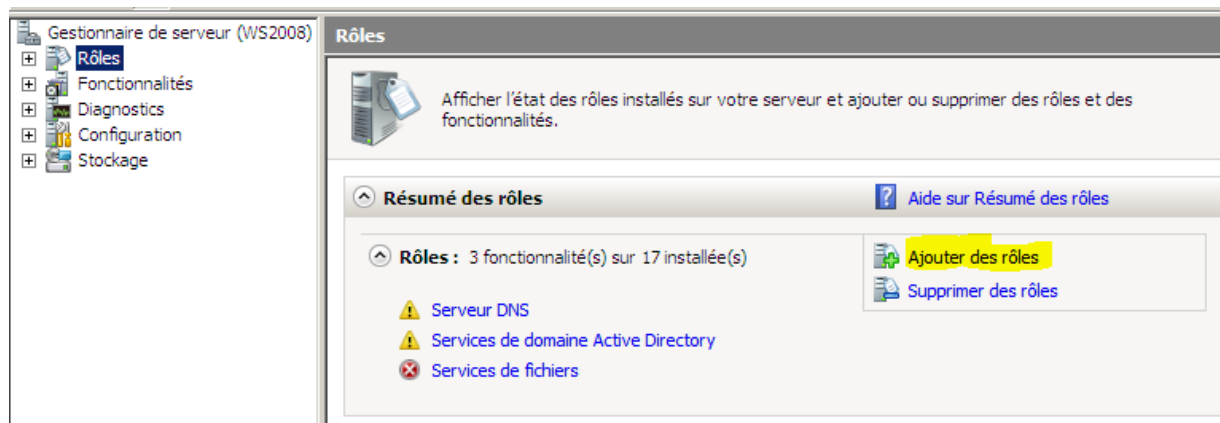 Gestionnaire de serveur (WS2008)
Rôles
Fonctionnalités
Diagnostics
Configuration
Stockage
Rôles
Afficher l'état des rôles installés sur votre serveur et ajouter ou supprimer des rôles et des
fonctionnalités.
Résumé des rôles
Aide sur Résumé des rôles
Rôles : 3 fonctionnalité(s) sur 17 installée(s)
Ajouter des rôles
Supprimer des rôles
Serveur DNS
Services de domaine Active Directory
Services de fichiers